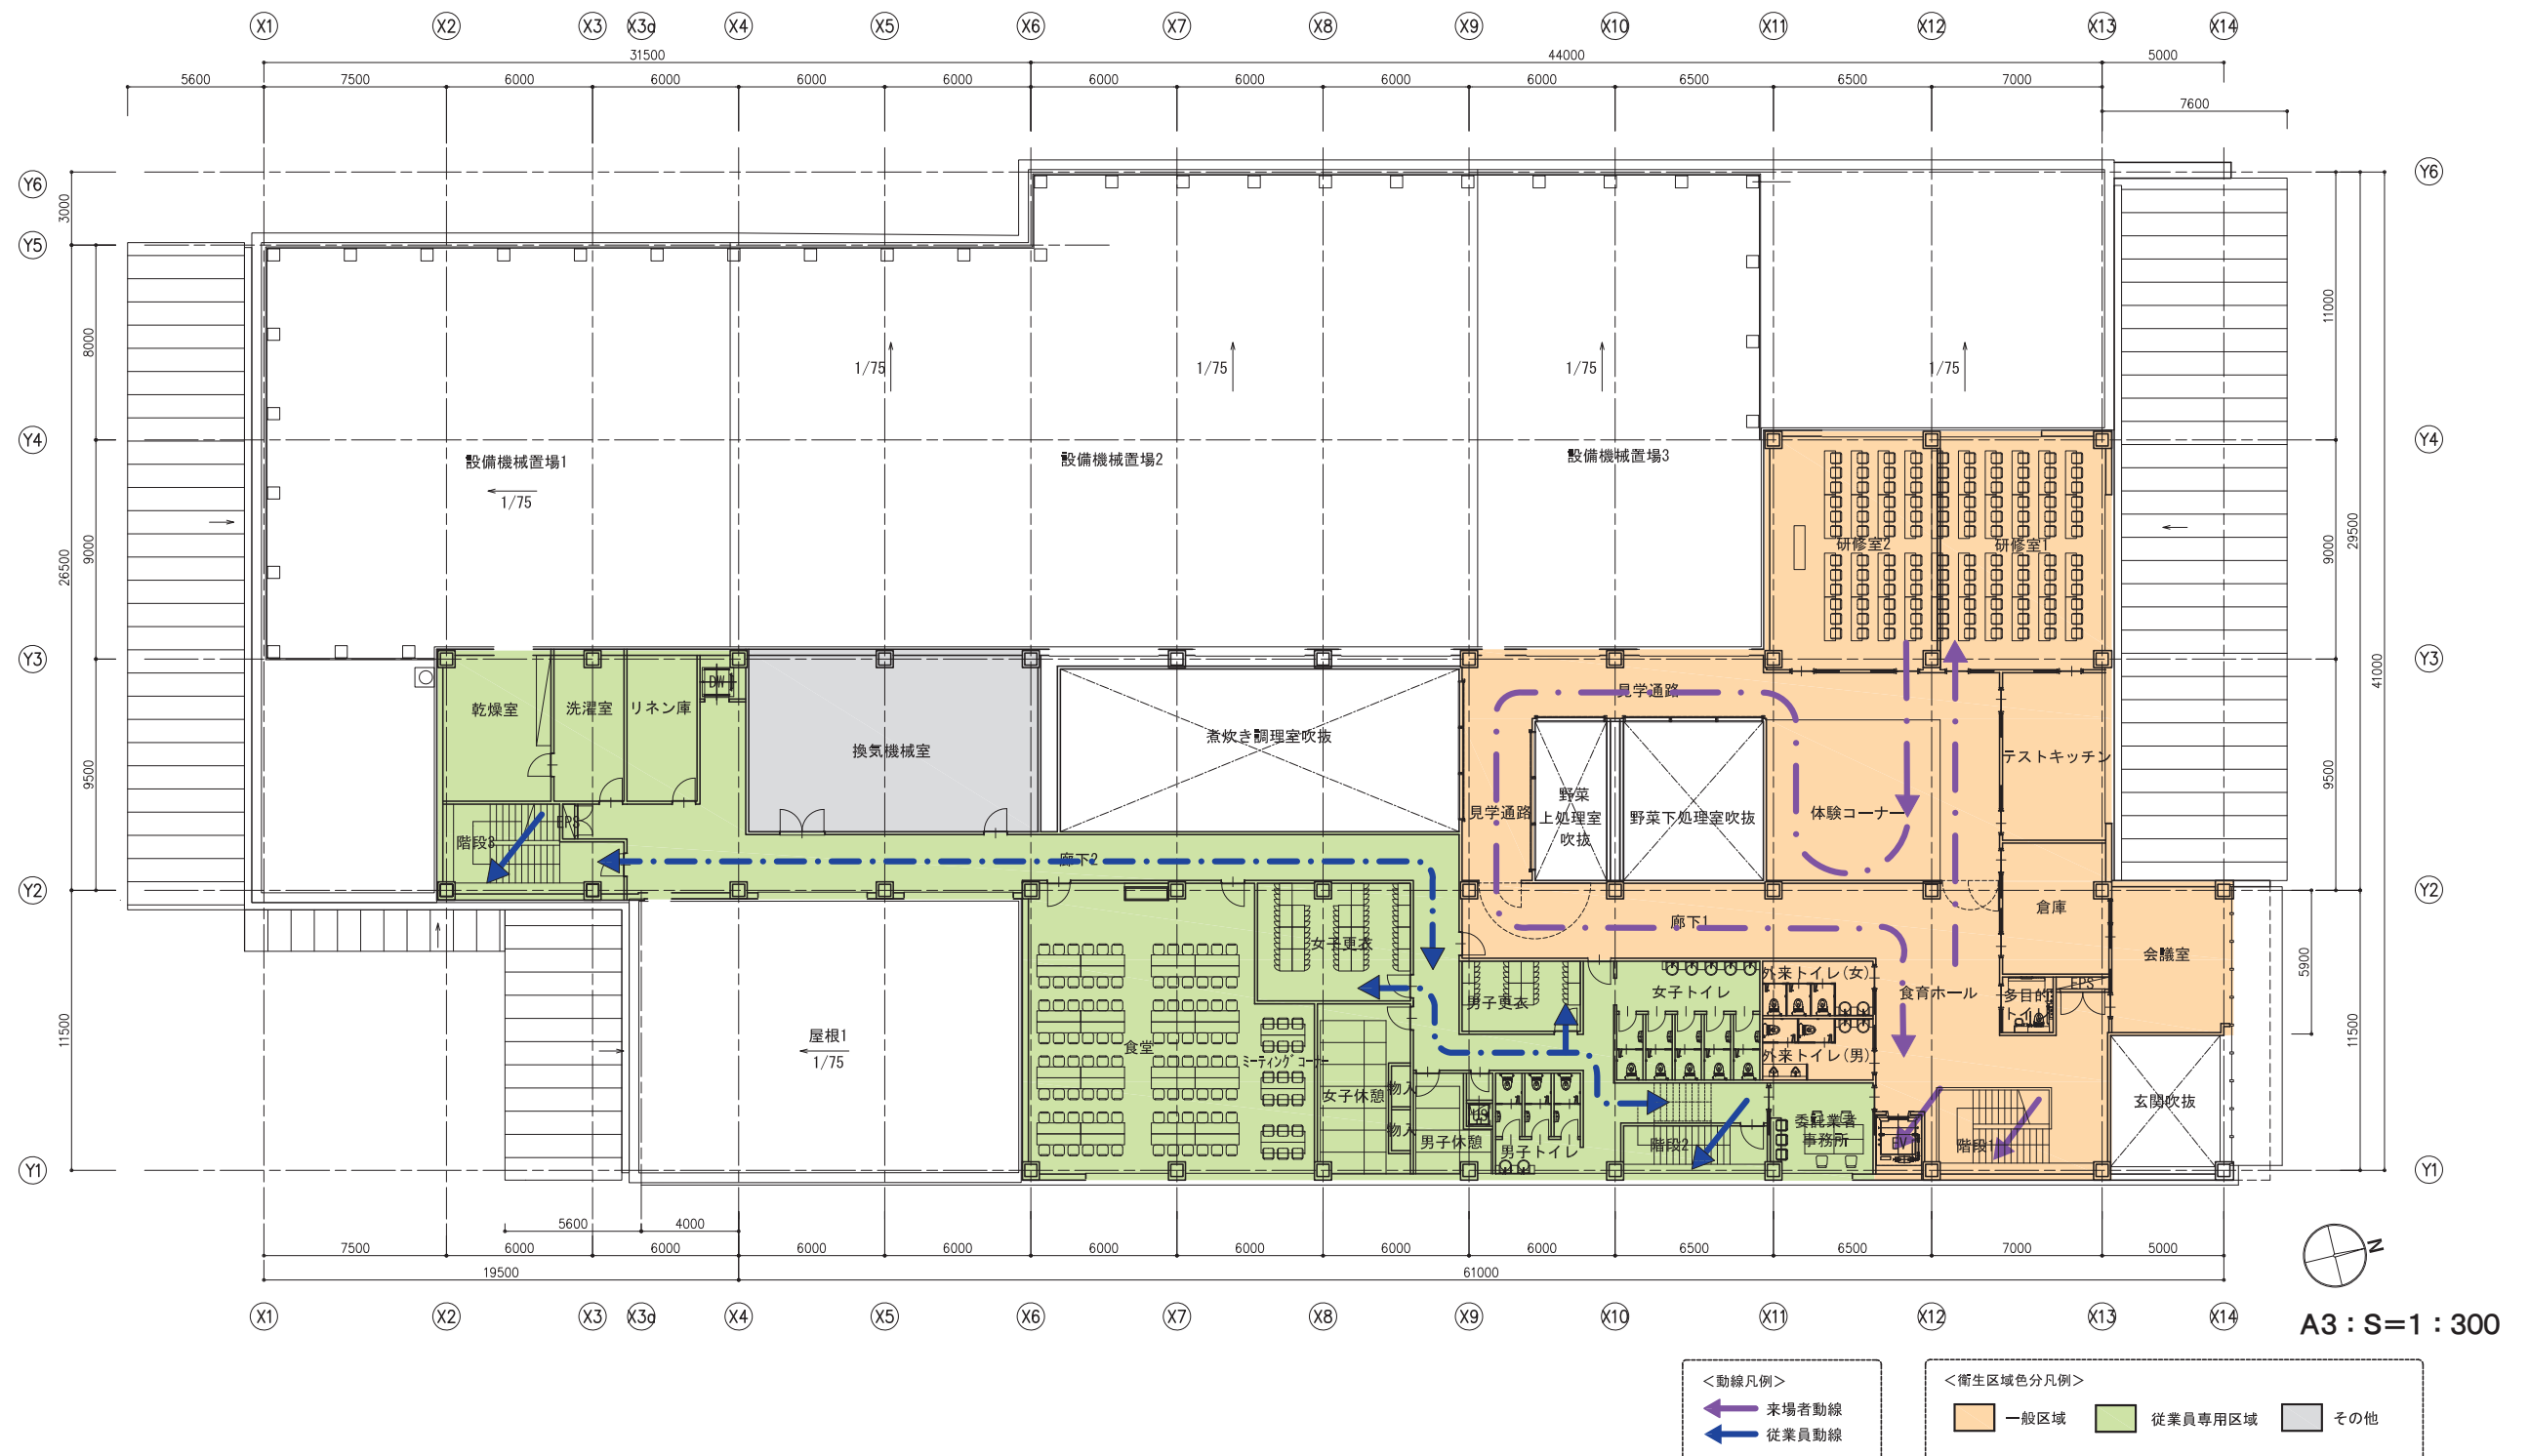 X1 X2 X3 X3a X4 X5 X6 X7 X8 X9 X10 X11 X12 X13 X14
31500 44000 5000
5600 7500 6000 6000 6000 6000 6000 6000 6000 6000 6500 6500 7000
7600
Y6 Y6
3000
Y5
11000
8000
1/75 1/75 1/75 1/75
Y4 Y4
設備機械置場1 設備機械置場2 設備機械置場3
1/75
26500 9000 9000 29500
研修室2 研修室1
Y3 Y3
41000
DW
乾燥室 洗濯室 リネン庫 見学通路
換気機械室 煮炊き調理室吹抜 テストキッチン
9500 9500
野菜
上処理室
吹抜
見学通路 野菜下処理室吹抜 体験コーナー
EPS
階段3
廊下2
Y2 Y2
倉庫
廊下1
女子更衣 会議室
5900
外来トイレ(女)
女子トイレ 食育ホール
男子更衣
多目的
トイレ
EPS
11500 11500
屋根1
1/75
食堂
ミーティングコーナー
外来トイレ(男)
物入
女子休憩
玄関吹抜
物入
委託業者
事務所
男子休憩 男子トイレ 階段2 EV 階段1
Y1 Y1
5600 4000
7500 6000 6000 6000 6000 6000 6000 6000 6000 6500 6500 7000 5000
19500 61000
N
X1 X2 X3 X3a X4 X5 X6 X7 X8 X9 X10 X11 X12 X13 X14
A3：S＝1：300
＜動線凡例＞
来場者動線
従業員動線
＜衛生区域色分凡例＞
一般区域 従業員専用区域 その他